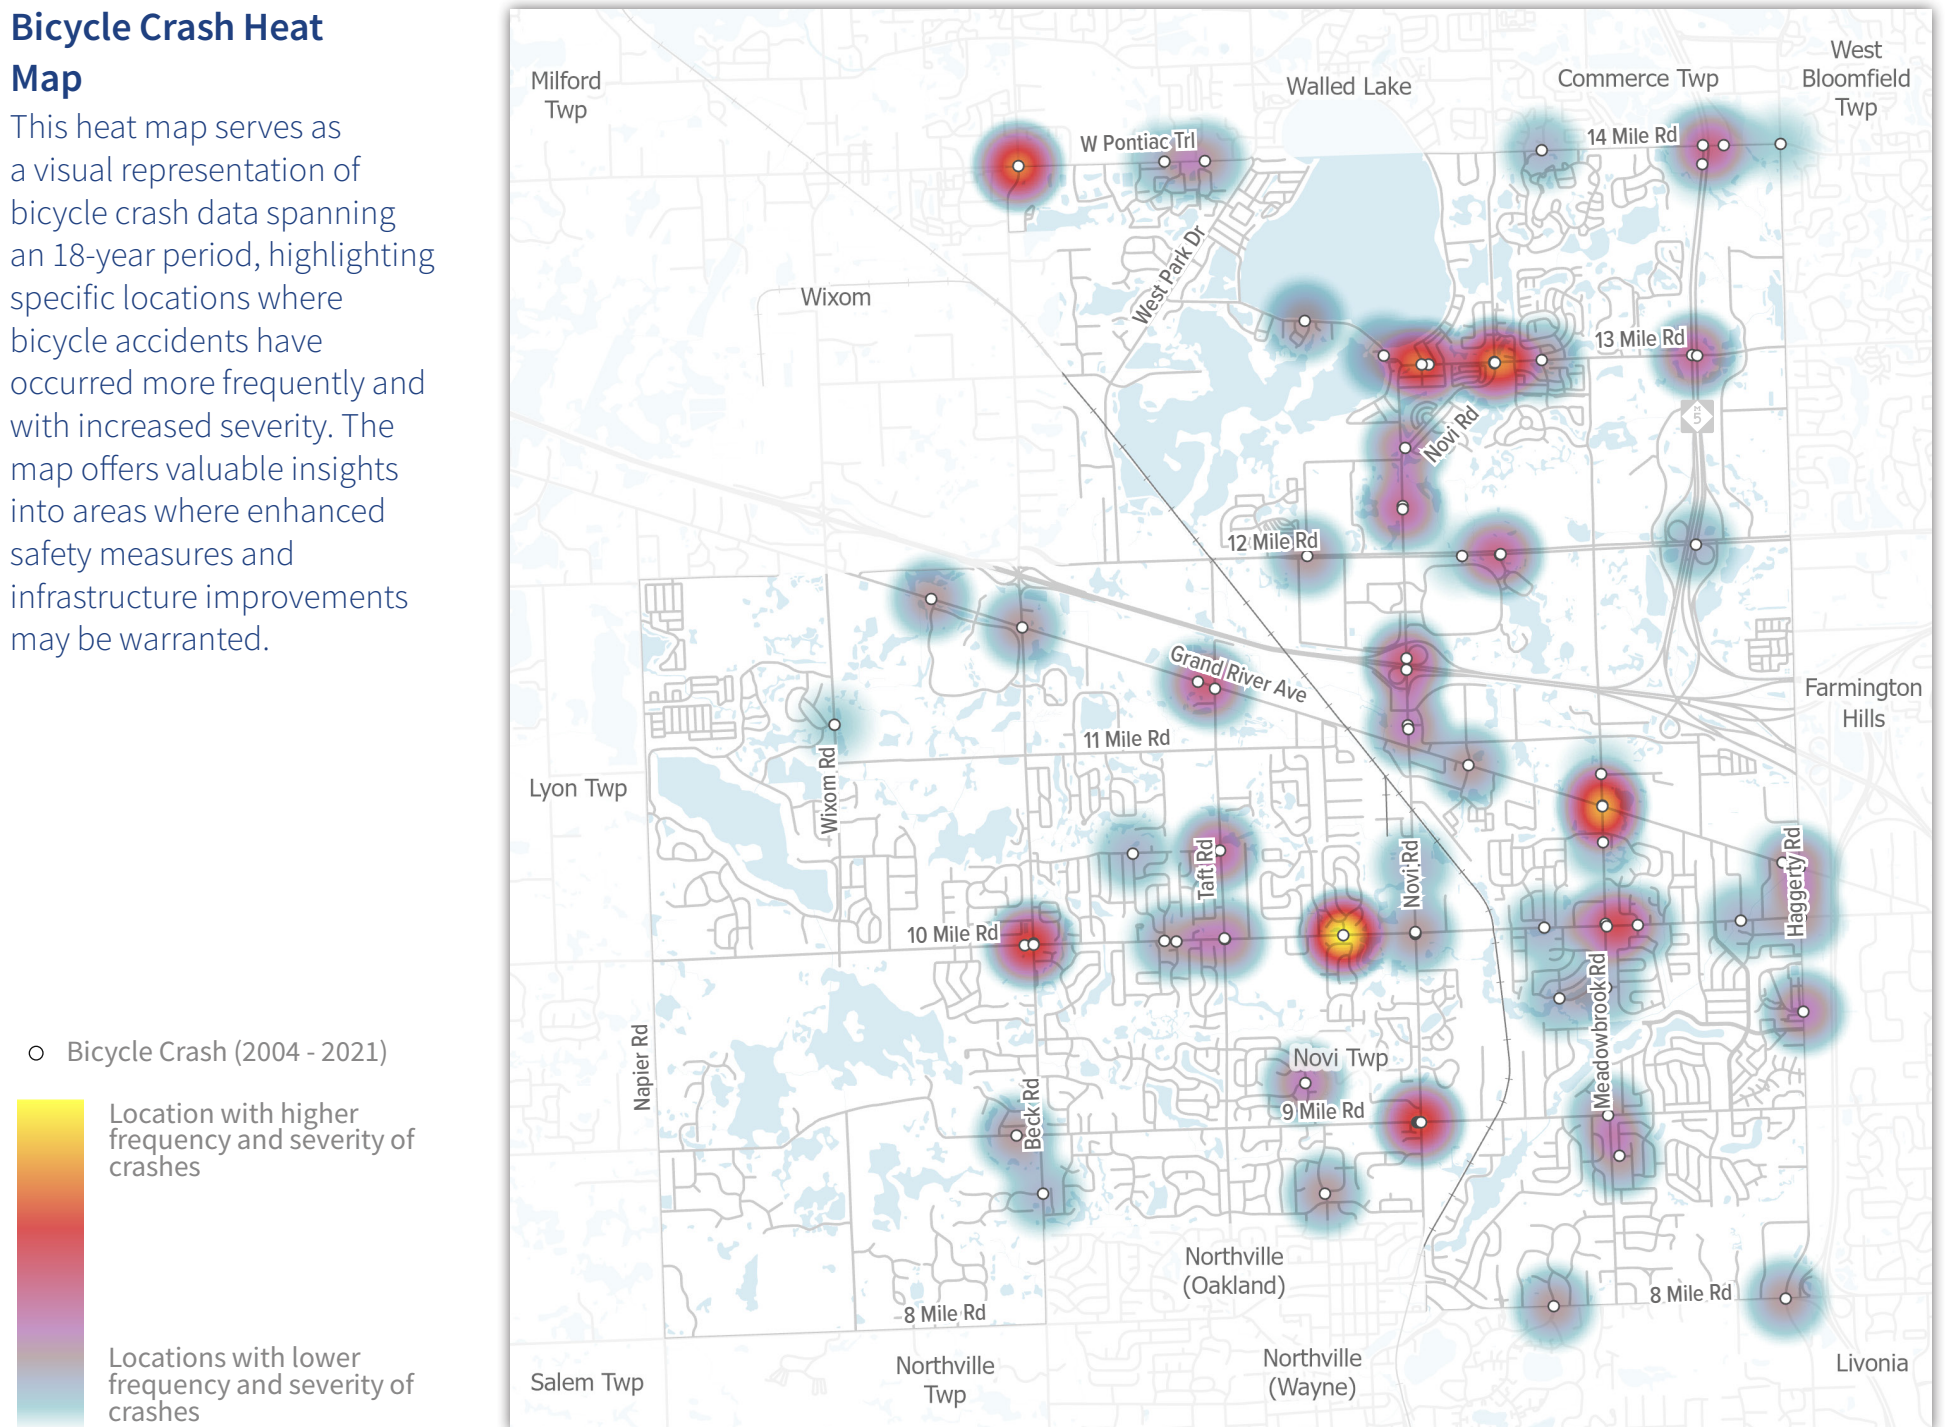 Bicycle Crash Heat
Map
This heat map serves as
a visual representation of
bicycle crash data spanning
an 18-year period, highlighting
specific locations where
bicycle accidents have
occurred more frequently and
with increased severity. The
map offers valuable insights
into areas where enhanced
safety measures and
infrastructure improvements
may be warranted.
Bicycle Crash (2004 - 2021)
Location with higher
frequency and severity of
crashes
Locations with lower
frequency and severity of
crashes
Milford
Twp
Walled Lake
Commerce Twp
West
Bloomfield
Twp
W Pontiac Trl
14 Mile Rd
West Park Dr
Wixom
13 Mile Rd
M
5
Novi Rd
12 Mile Rd
Grand River Ave
Farmington
Hills
11 Mile Rd
Lyon Twp
Wixom Rd
Taft Rd
Novi Rd
Haggerty Rd
10 Mile Rd
Meadowbrook Rd
Napier Rd
Novi Twp
Beck Rd
9 Mile Rd
Northville
(Oakland)
8 Mile Rd
8 Mile Rd
Salem Twp
Northville
Twp
Northville
(Wayne)
Livonia